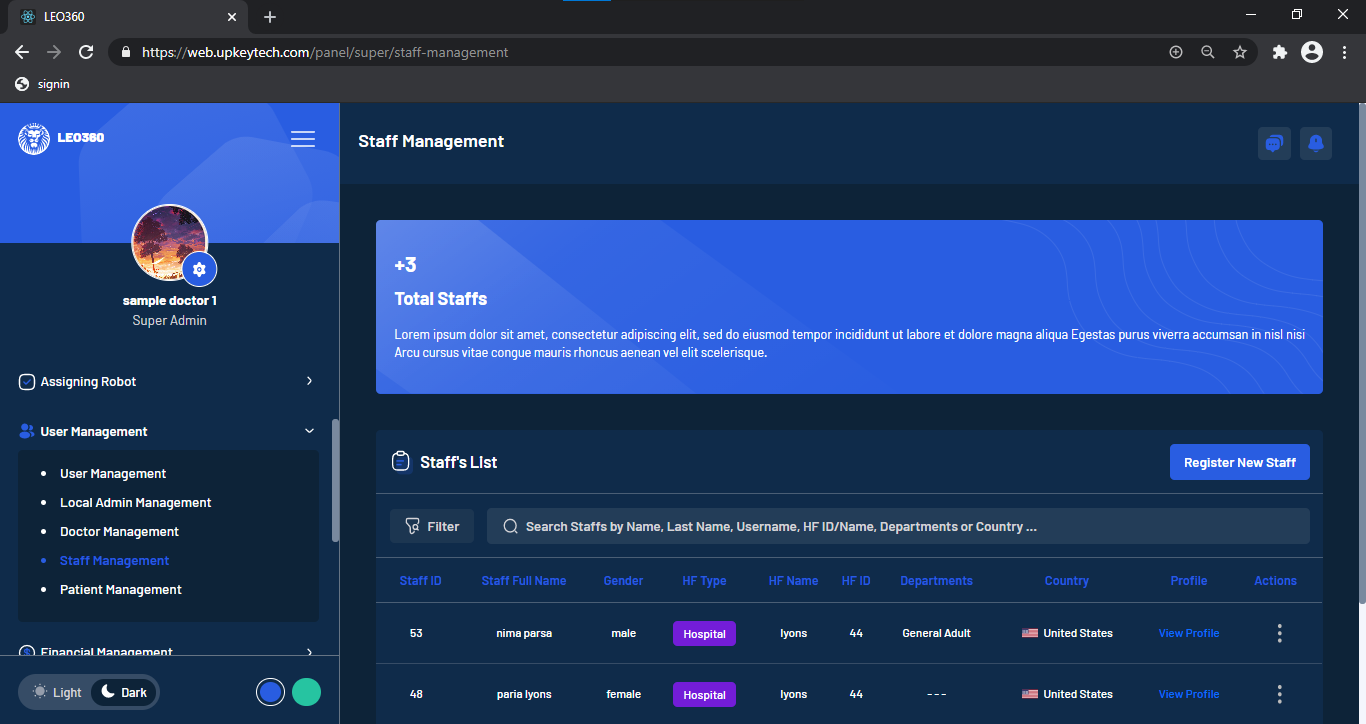 LEO360
https://web.upkeytech.com/panel/super/staff-management
signin
LEO360
sample doctor 1
Super Admin
Assigning Robot
User Management
User Management
Local Admin Management
Doctor Management
Staff Management
Patient Management
Financial Management
Light Dark
Staff Management
+3
Total Staffs
Lorem ipsum dolor sit amet, consectetur adipiscing elit, sed do eiusmod tempor incididunt ut labore et dolore magna aliqua Egestas purus viverra accumsan in nisl nisi
Arcu cursus vitae congue mauris rhoncus aenean vel elit scelerisque.
Staff's LIst
Register New Staff
Filter
Search Staffs by Name, Last Name, Username, HF ID/Name, Departments or Country ...
Staff ID Staff Full Name Gender HF Type HF Name HF ID Departments Country Profile Actions
53 nima parsa male Hospital lyons 44 General Adult United States View Profile
48 paria lyons female Hospital lyons 44 --- United States View Profile